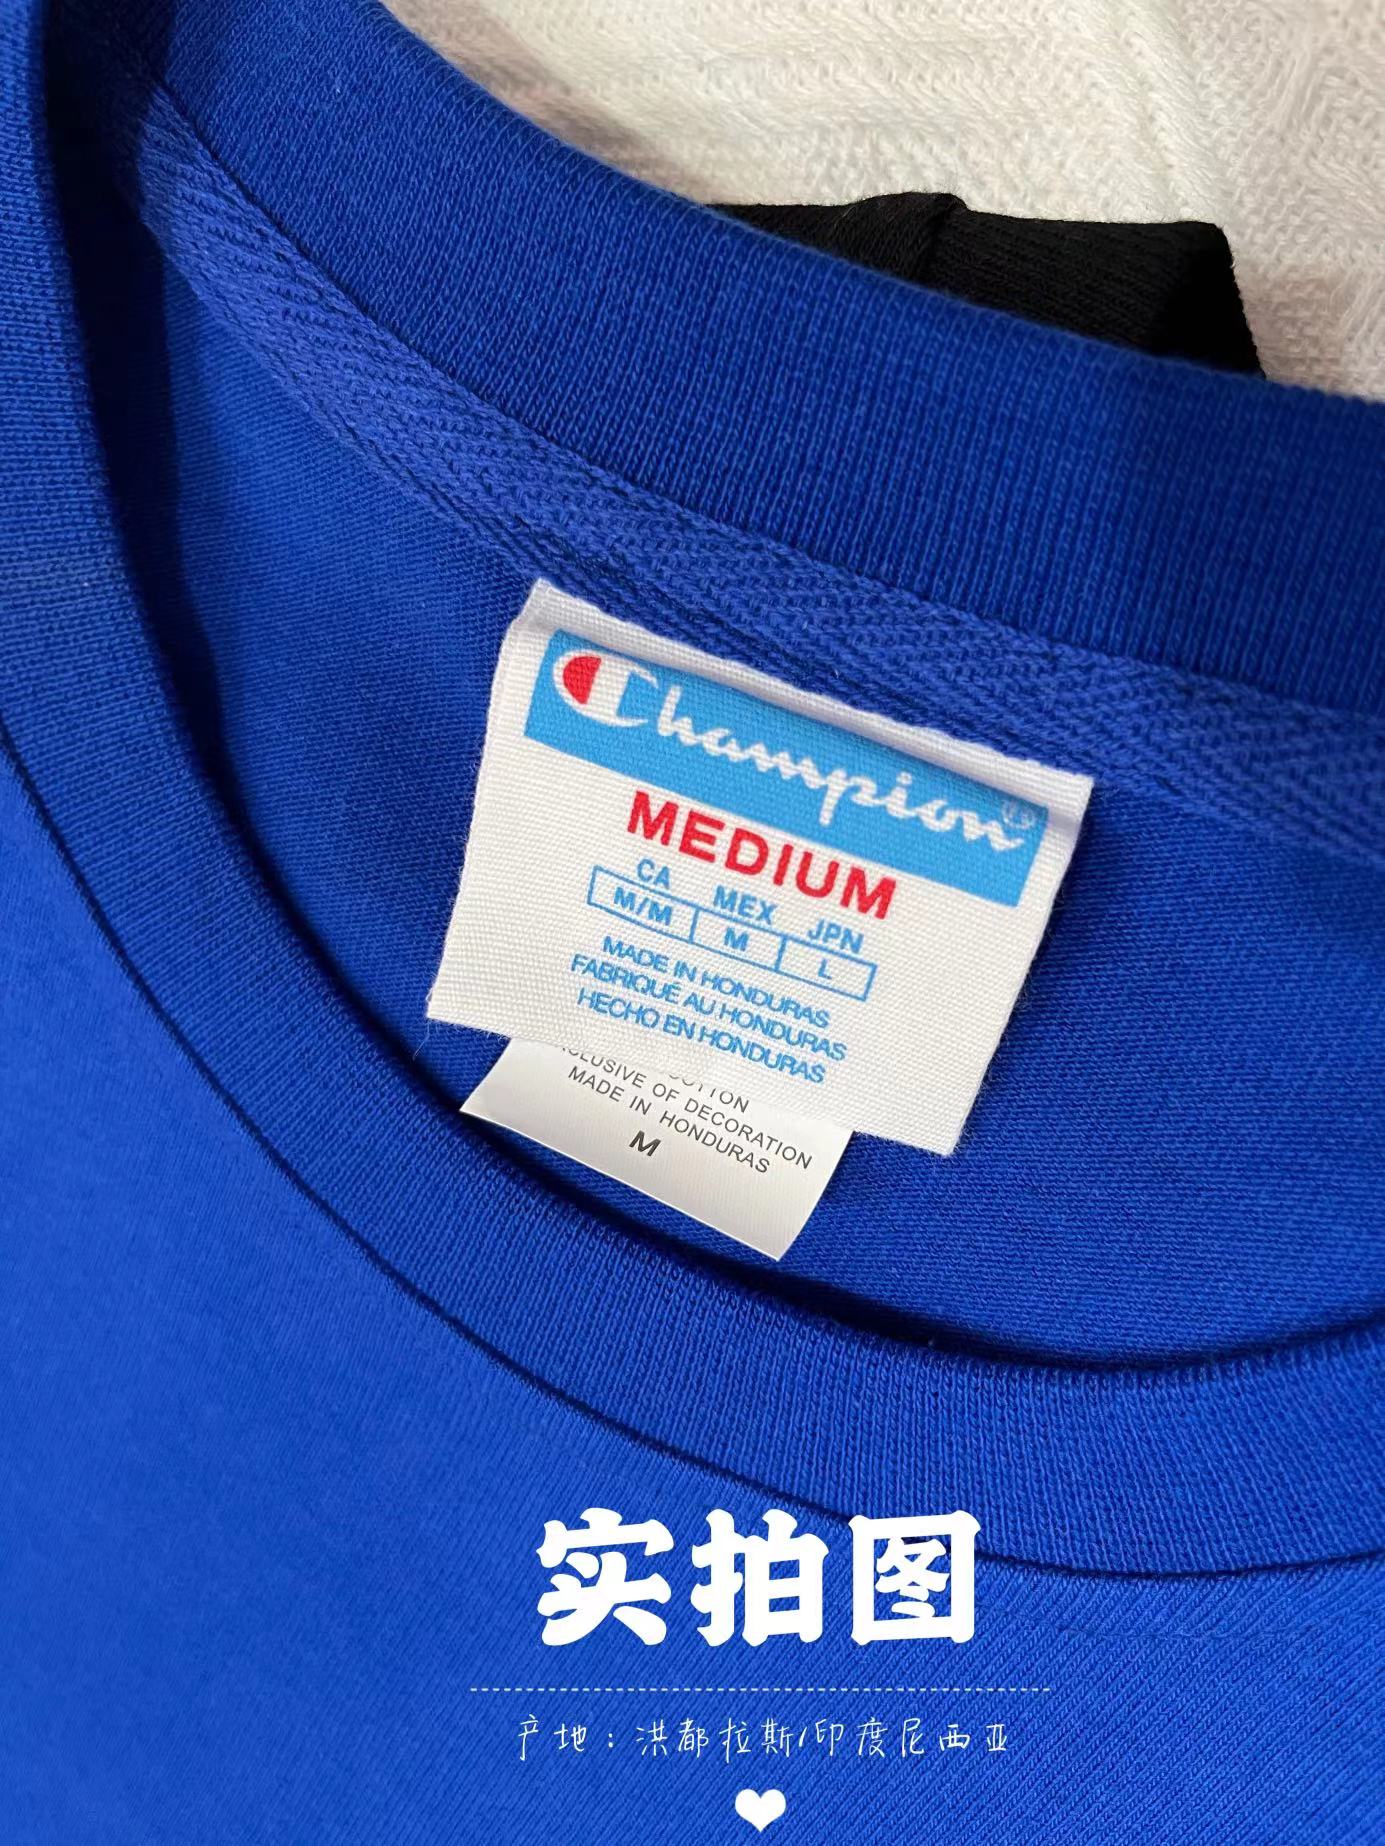 Champion®
MEDIUM
CA MEX JPN
M/M M L
MADE IN HONDURAS
FABRIQUÉ AU HONDURAS
HECHO EN HONDURAS
COTTON
OF DECORATION
MADE IN HONDURAS
M
实拍图
产地：洪都拉斯/印度尼西亚